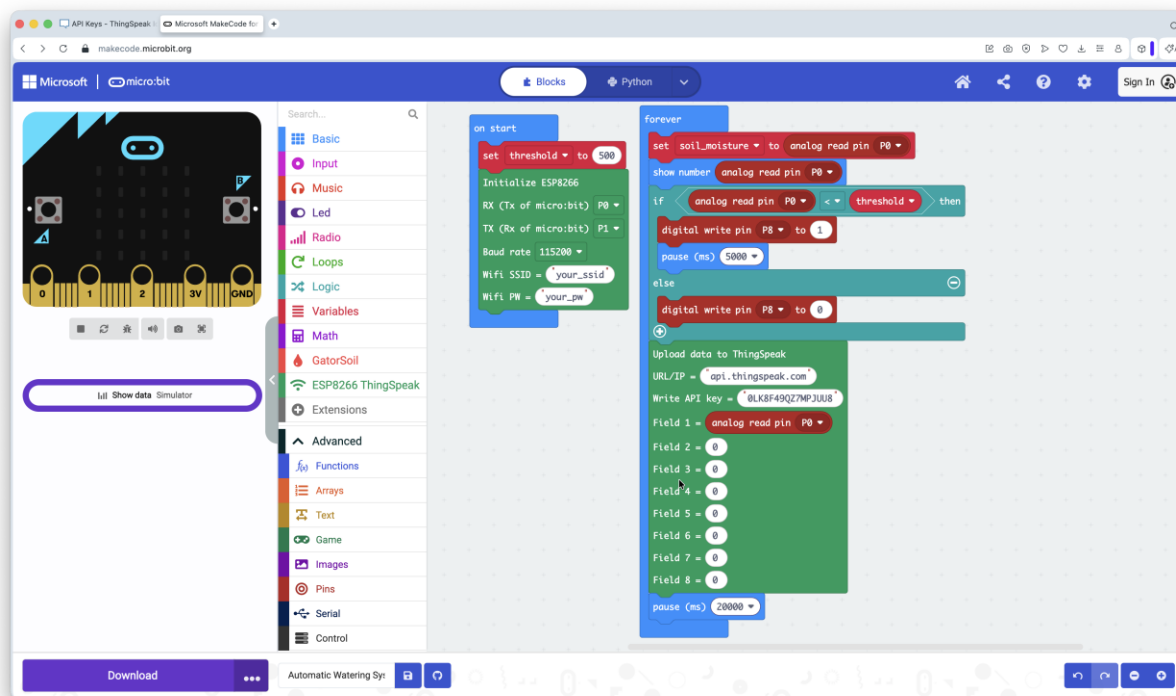 API Keys - ThingSpeak
Microsoft MakeCode for
makecode.microbit.org
Microsoft
micro:bit
Blocks
Python
Sign In
Search...
Basic
Input
Music
Led
Radio
Loops
Logic
Variables
Math
GatorSoil
ESP8266 ThingSpeak
Extensions
Advanced
Functions
Arrays
Text
Game
Images
Pins
Serial
Control
A
B
0 1 2 3V GND
Show data Simulator
on start
set threshold to 500
Initialize ESP8266
RX (Tx of micro:bit) P0
TX (Rx of micro:bit) P1
Baud rate 115200
Wifi SSID = "your_ssid"
Wifi PW = "your_pw"
forever
set soil_moisture to analog read pin P0
show number analog read pin P0
if analog read pin P0 < threshold then
digital write pin P8 to 1
pause (ms) 5000
else
digital write pin P8 to 0
Upload data to ThingSpeak
URL/IP = "api.thingspeak.com"
Write API key = "0LK8F49QZ7MPJUU8"
Field 1 = analog read pin P0
Field 2 = 0
Field 3 = 0
Field 4 = 0
Field 5 = 0
Field 6 = 0
Field 7 = 0
Field 8 = 0
pause (ms) 20000
Download
Automatic Watering Sys